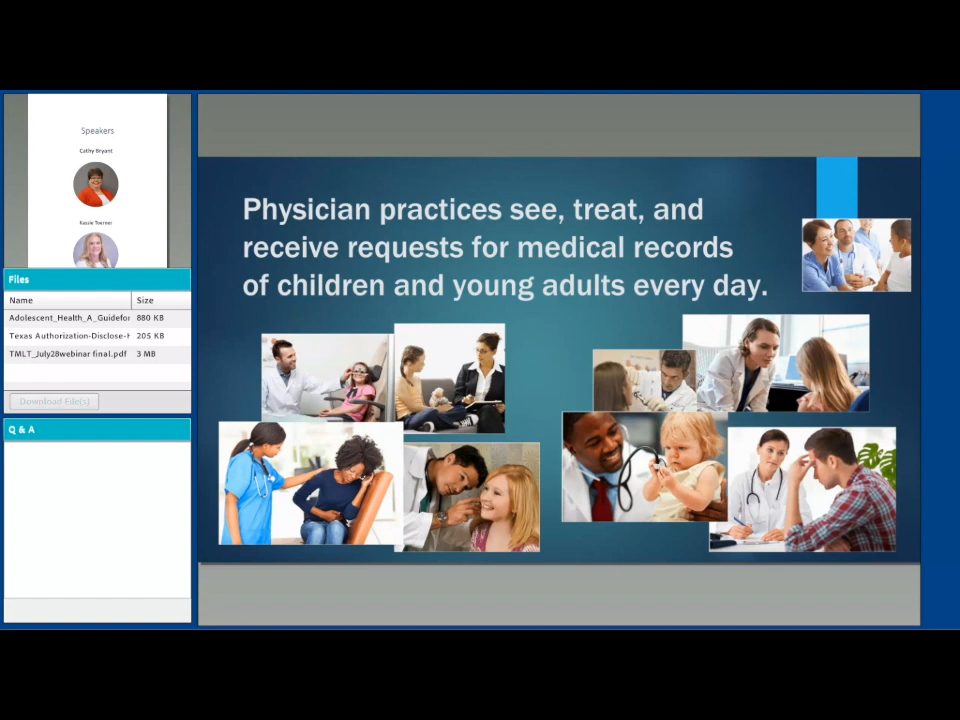 Speakers
Cathy Bryant
Kassie Toerner
Files
Name Size
Adolescent_Health_A_Guidefor 880 KB
Texas Authorization-Disclose-H 205 KB
TMLT_July28webinar final.pdf 3 MB
Download File(s)
Q & A
Physician practices see, treat, and
receive requests for medical records
of children and young adults every day.